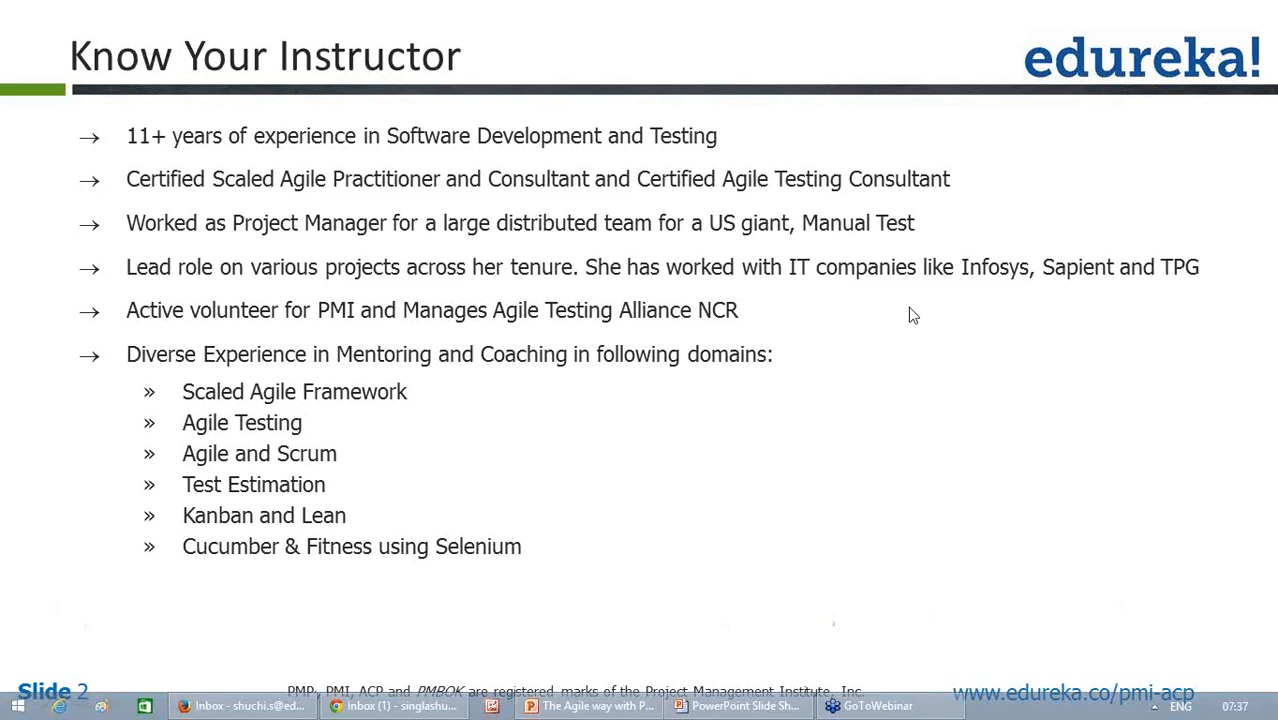 Know Your Instructor
edureka!
→ 11+ years of experience in Software Development and Testing
→ Certified Scaled Agile Practitioner and Consultant and Certified Agile Testing Consultant
→ Worked as Project Manager for a large distributed team for a US giant, Manual Test
→ Lead role on various projects across her tenure. She has worked with IT companies like Infosys, Sapient and TPG
→ Active volunteer for PMI and Manages Agile Testing Alliance NCR
→ Diverse Experience in Mentoring and Coaching in following domains:
» Scaled Agile Framework
» Agile Testing
» Agile and Scrum
» Test Estimation
» Kanban and Lean
» Cucumber & Fitness using Selenium
Slide 2
PMP, PMI, ACP and PMBOK are registered marks of the Project Management Institute, Inc.
www.edureka.co/pmi-acp
Inbox - shuchi.s@ed...
Inbox (1) - singlashu...
The Agile way with P...
PowerPoint Slide Sh...
GoToWebinar
ENG
07:37